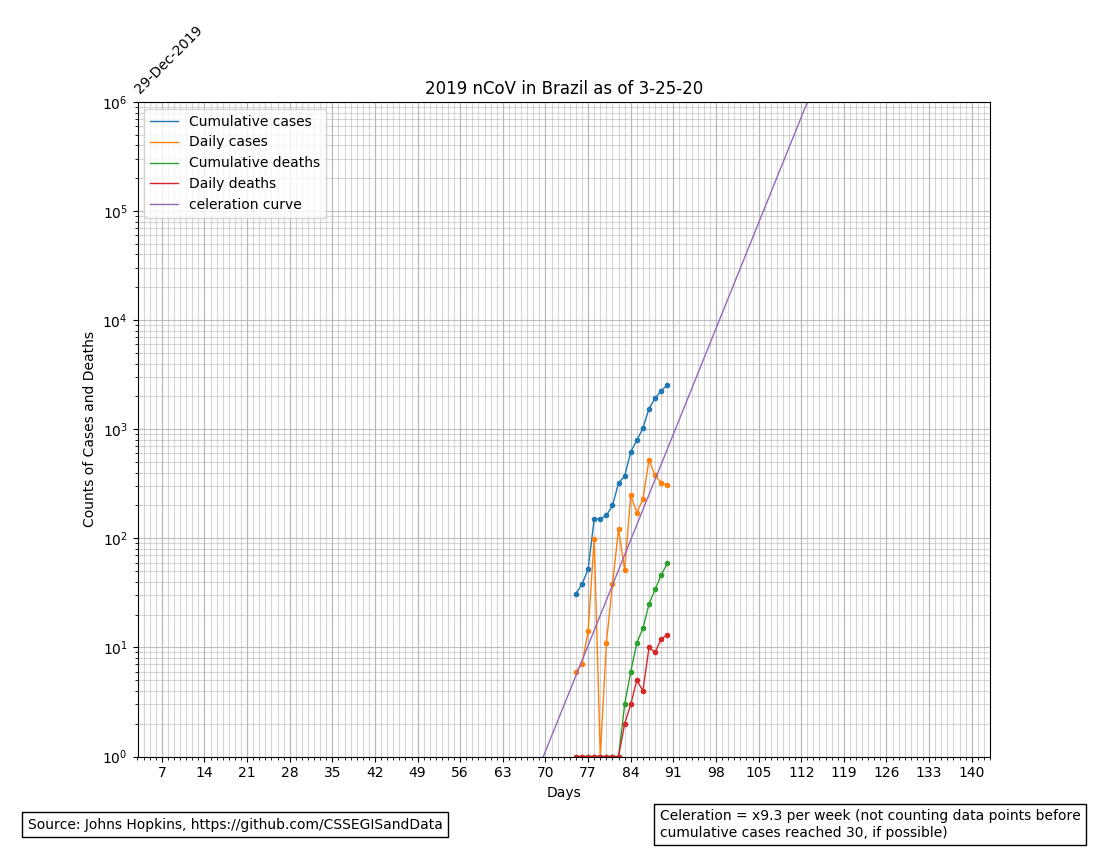 29-Dec-2019
2019 nCoV in Brazil as of 3-25-20
Cumulative cases
Daily cases
Cumulative deaths
Daily deaths
celeration curve
Counts of Cases and Deaths
10^6
10^5
10^4
10^3
10^2
10^1
10^0
7 14 21 28 35 42 49 56 63 70 77 84 91 98 105 112 119 126 133 140
Days
Source: Johns Hopkins, https://github.com/CSSEGISandData
Celeration = x9.3 per week (not counting data points before
cumulative cases reached 30, if possible)